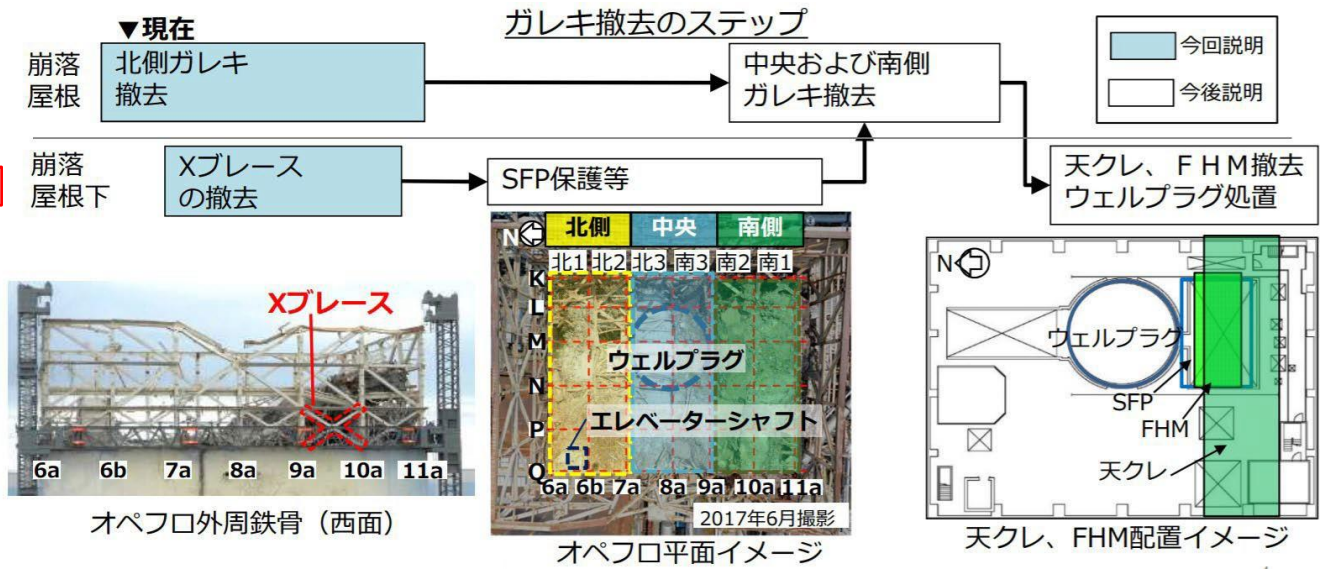 ガレキ撤去のステップ
▼現在
崩落
屋根
北側ガレキ
撤去
中央および南側
ガレキ撤去
今回説明
今後説明
崩落
屋根下
Xブレース
の撤去
SFP保護等
天クレ、FHM撤去
ウェルプラグ処置
Xブレース
6a 6b 7a 8a 9a 10a 11a
オペフロ外周鉄骨（西面）
N
北側 中央 南側
北1 北2 北3 南3 南2 南1
K
L
M
N
P
Q
ウェルプラグ
エレベーターシャフト
6a 6b 7a 8a 9a 10a 11a
2017年6月撮影
オペフロ平面イメージ
N
ウェルプラグ
SFP
FHM
天クレ
天クレ、FHM配置イメージ